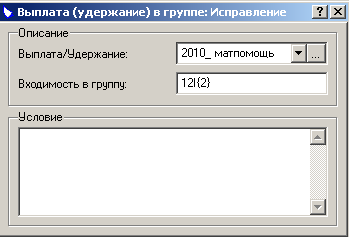 Выплата (удержание) в группе: Исправление
Описание
Выплата/Удержание: 2010_ матпомощь ...
Входимость в группу: 12I{2}
Условие